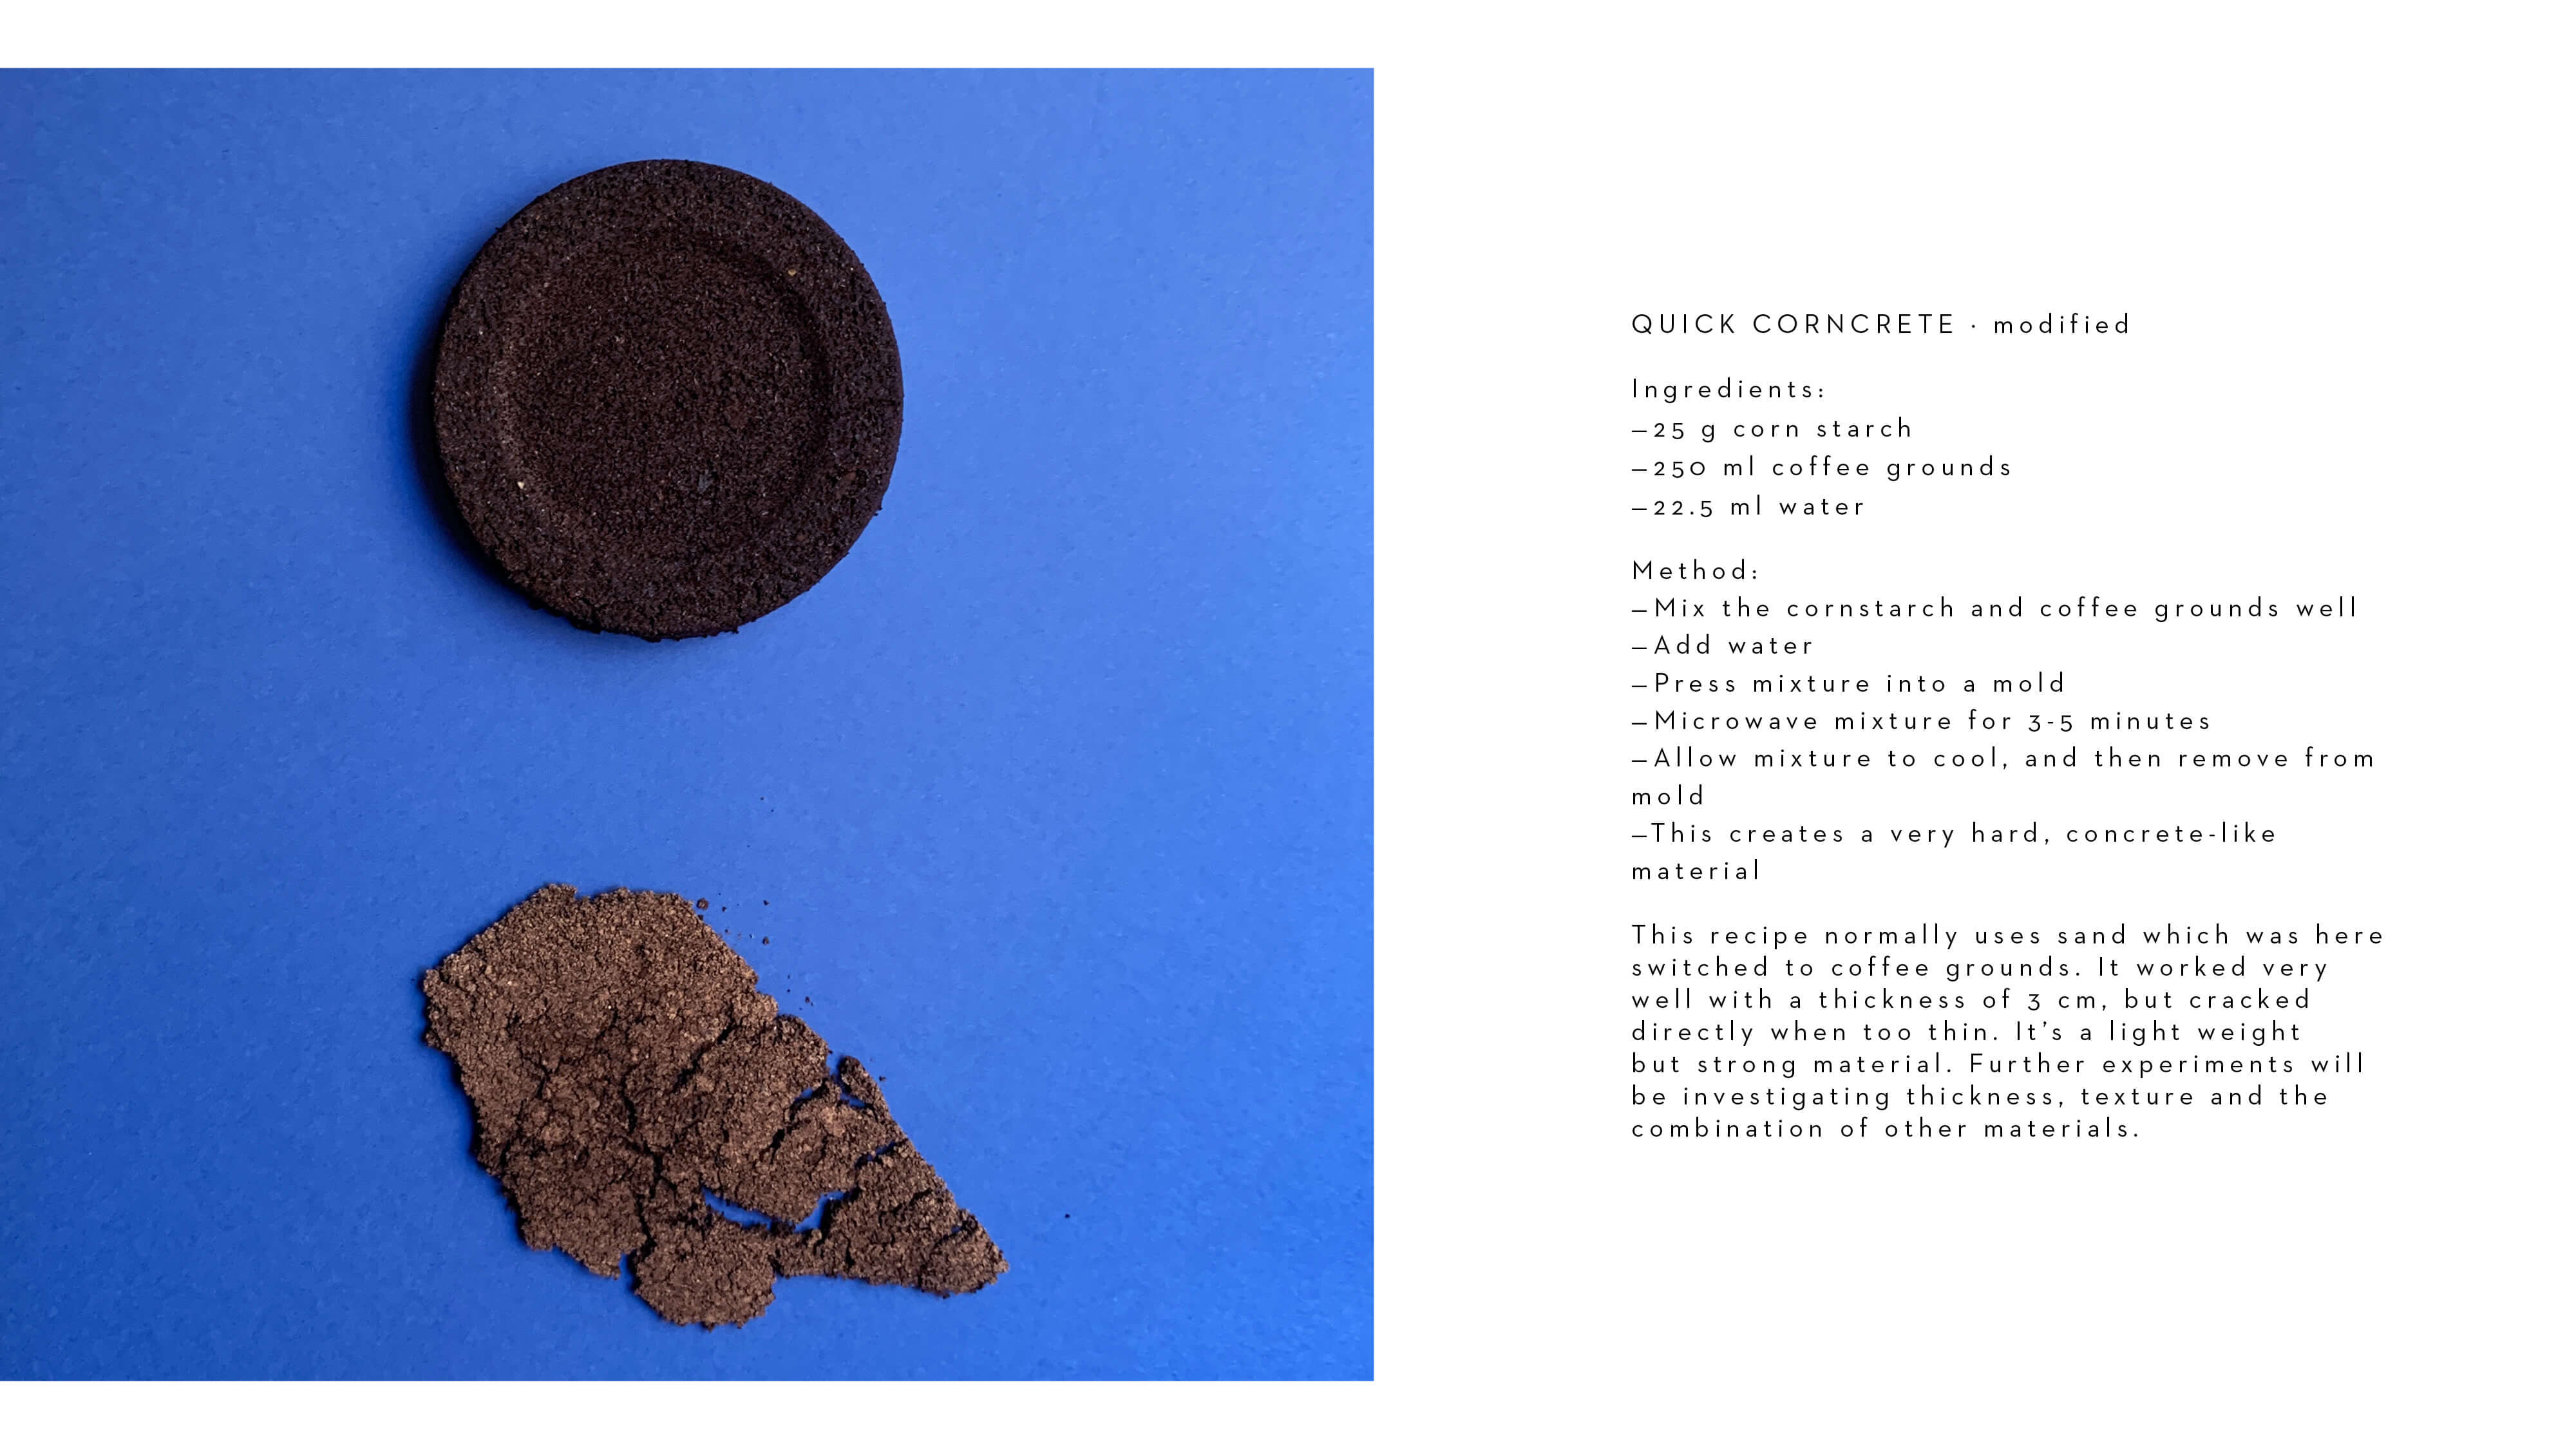 QUICK CORNCRETE · modified
Ingredients:
–25 g corn starch
–250 ml coffee grounds
–22.5 ml water
Method:
–Mix the cornstarch and coffee grounds well
–Add water
–Press mixture into a mold
–Microwave mixture for 3-5 minutes
–Allow mixture to cool, and then remove from
mold
–This creates a very hard, concrete-like
material
This recipe normally uses sand which was here
switched to coffee grounds. It worked very
well with a thickness of 3 cm, but cracked
directly when too thin. It’s a light weight
but strong material. Further experiments will
be investigating thickness, texture and the
combination of other materials.